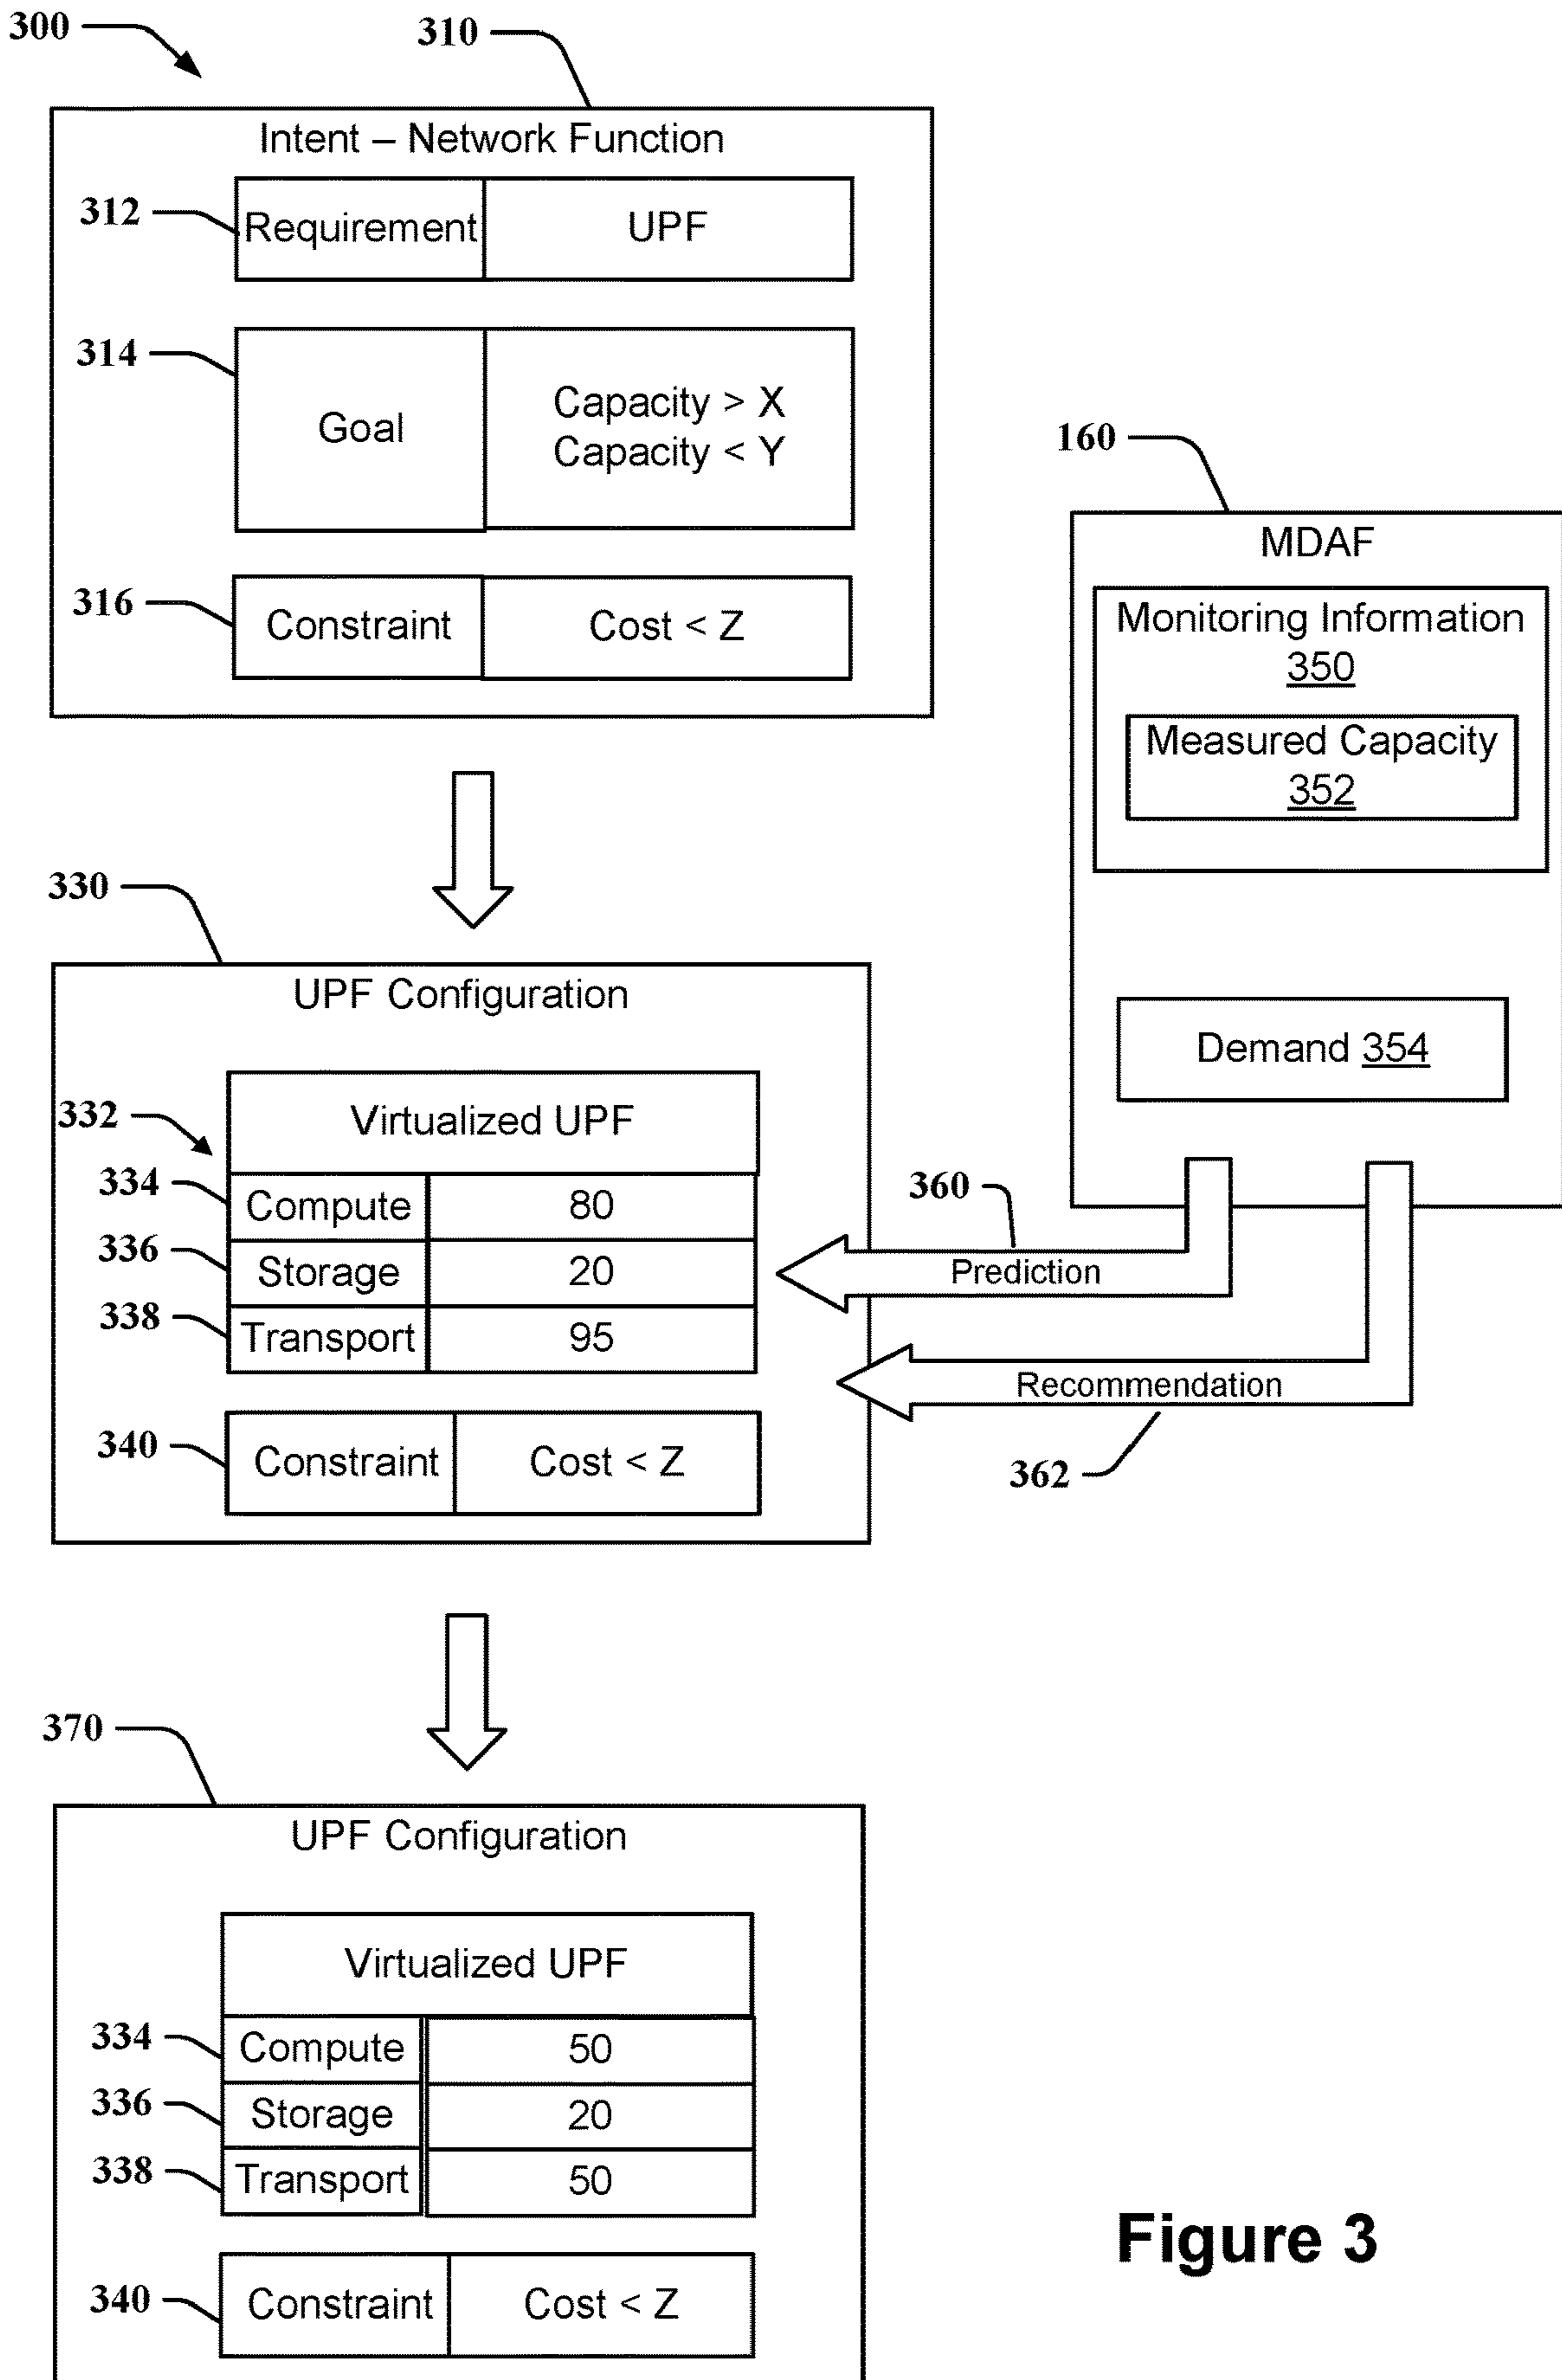 300
310
Intent – Network Function
312
Requirement UPF
314
Goal
Capacity > X
Capacity < Y
316
Constraint Cost < Z
160
MDAF
Monitoring Information
350
Measured Capacity
352
Demand 354
330
UPF Configuration
332
Virtualized UPF
334
Compute 80
336
Storage 20
338
Transport 95
340
Constraint Cost < Z
360
Prediction
Recommendation
362
370
UPF Configuration
Virtualized UPF
334
Compute 50
336
Storage 20
338
Transport 50
340
Constraint Cost < Z
Figure 3